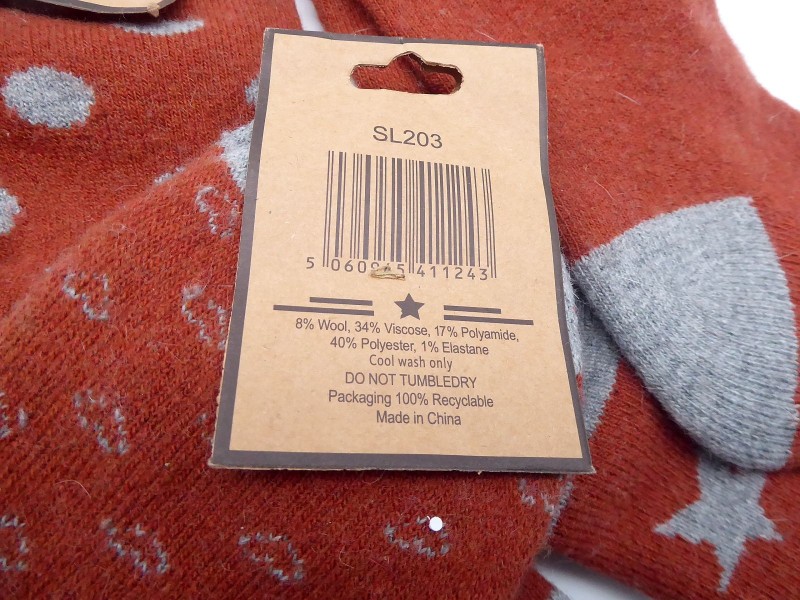 SL203
5 060945 411243
8% Wool, 34% Viscose, 17% Polyamide,
40% Polyester, 1% Elastane
Cool wash only
DO NOT TUMBLEDRY
Packaging 100% Recyclable
Made in China